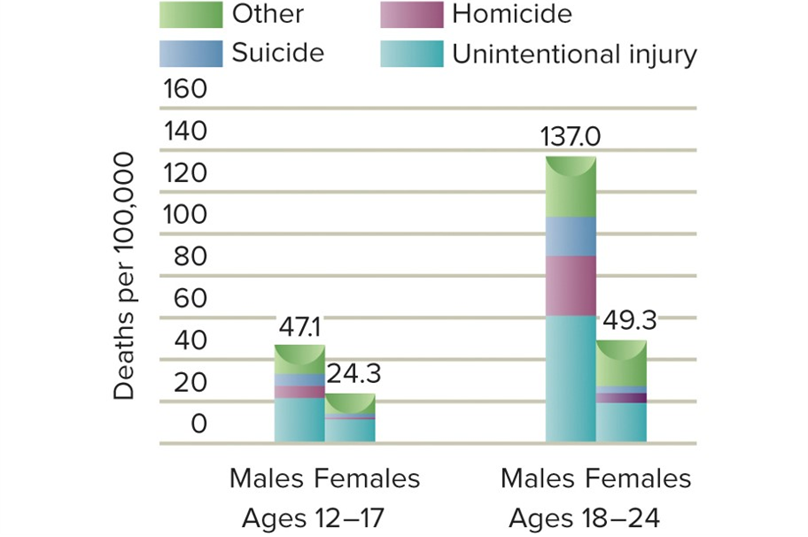 Other
Homicide
Suicide
Unintentional injury
Deaths per 100,000
160
140
120
100
80
60
40
20
0
47.1
24.3
137.0
49.3
Males Females
Ages 12–17
Males Females
Ages 18–24